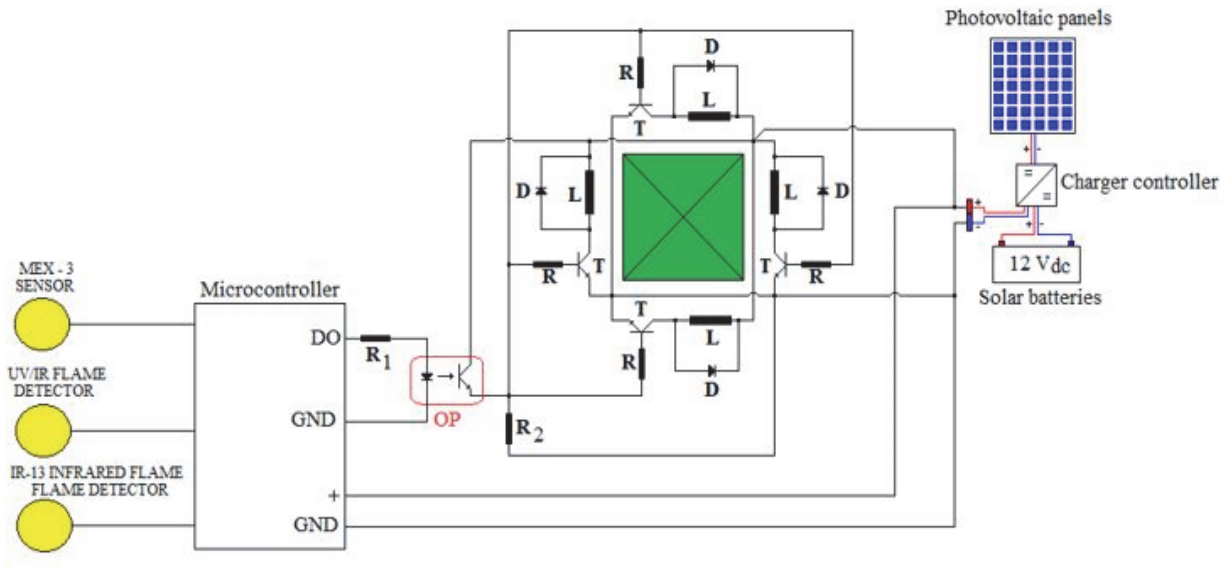 Photovoltaic panels
+ -
Charger controller
=
=
+
-
+ -
12 Vdc
Solar batteries
D
R
L
T
D
L
R
T
L
D
T
R
T
L
R
D
MEX - 3
SENSOR
UV/IR FLAME
DETECTOR
IR-13 INFRARED FLAME
FLAME DETECTOR
Microcontroller
DO
GND
+
GND
R1
OP
R2